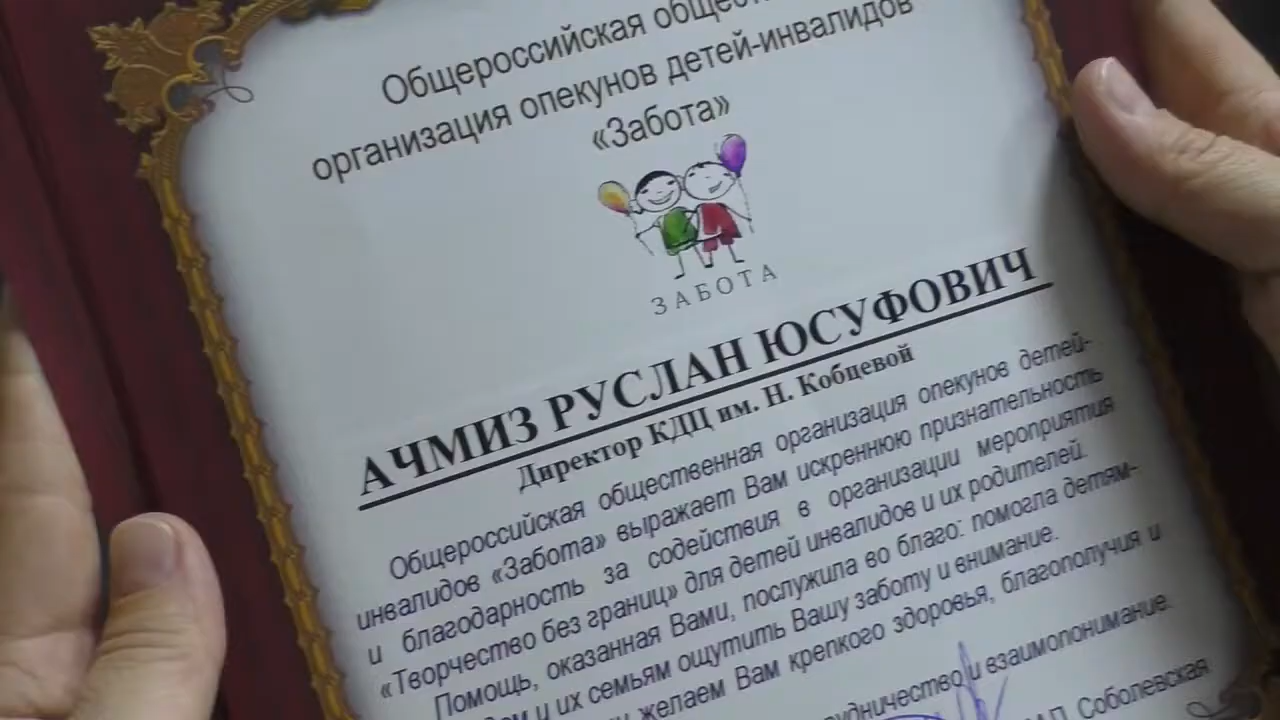 Общероссийская
организация опекунов детей-инвалидов
«Забота»
ЗАБОТА
АЧМИЗ РУСЛАН ЮСУФОВИЧ
Директор КДЦ им. Н. Кобцевой
Общероссийская общественная организация опекунов детей-
инвалидов «Забота» выражает Вам искреннюю признательность
и благодарность за содействия в организации мероприятия
«Творчество без границ» для детей инвалидов и их родителей.
Помощь, оказанная Вами, послужила во благо: помогла детям-
и их семьям ощутить Вашу заботу и внимание.
желаем Вам крепкого здоровья, благополучия и
и взаимопонимание.
Соболевская